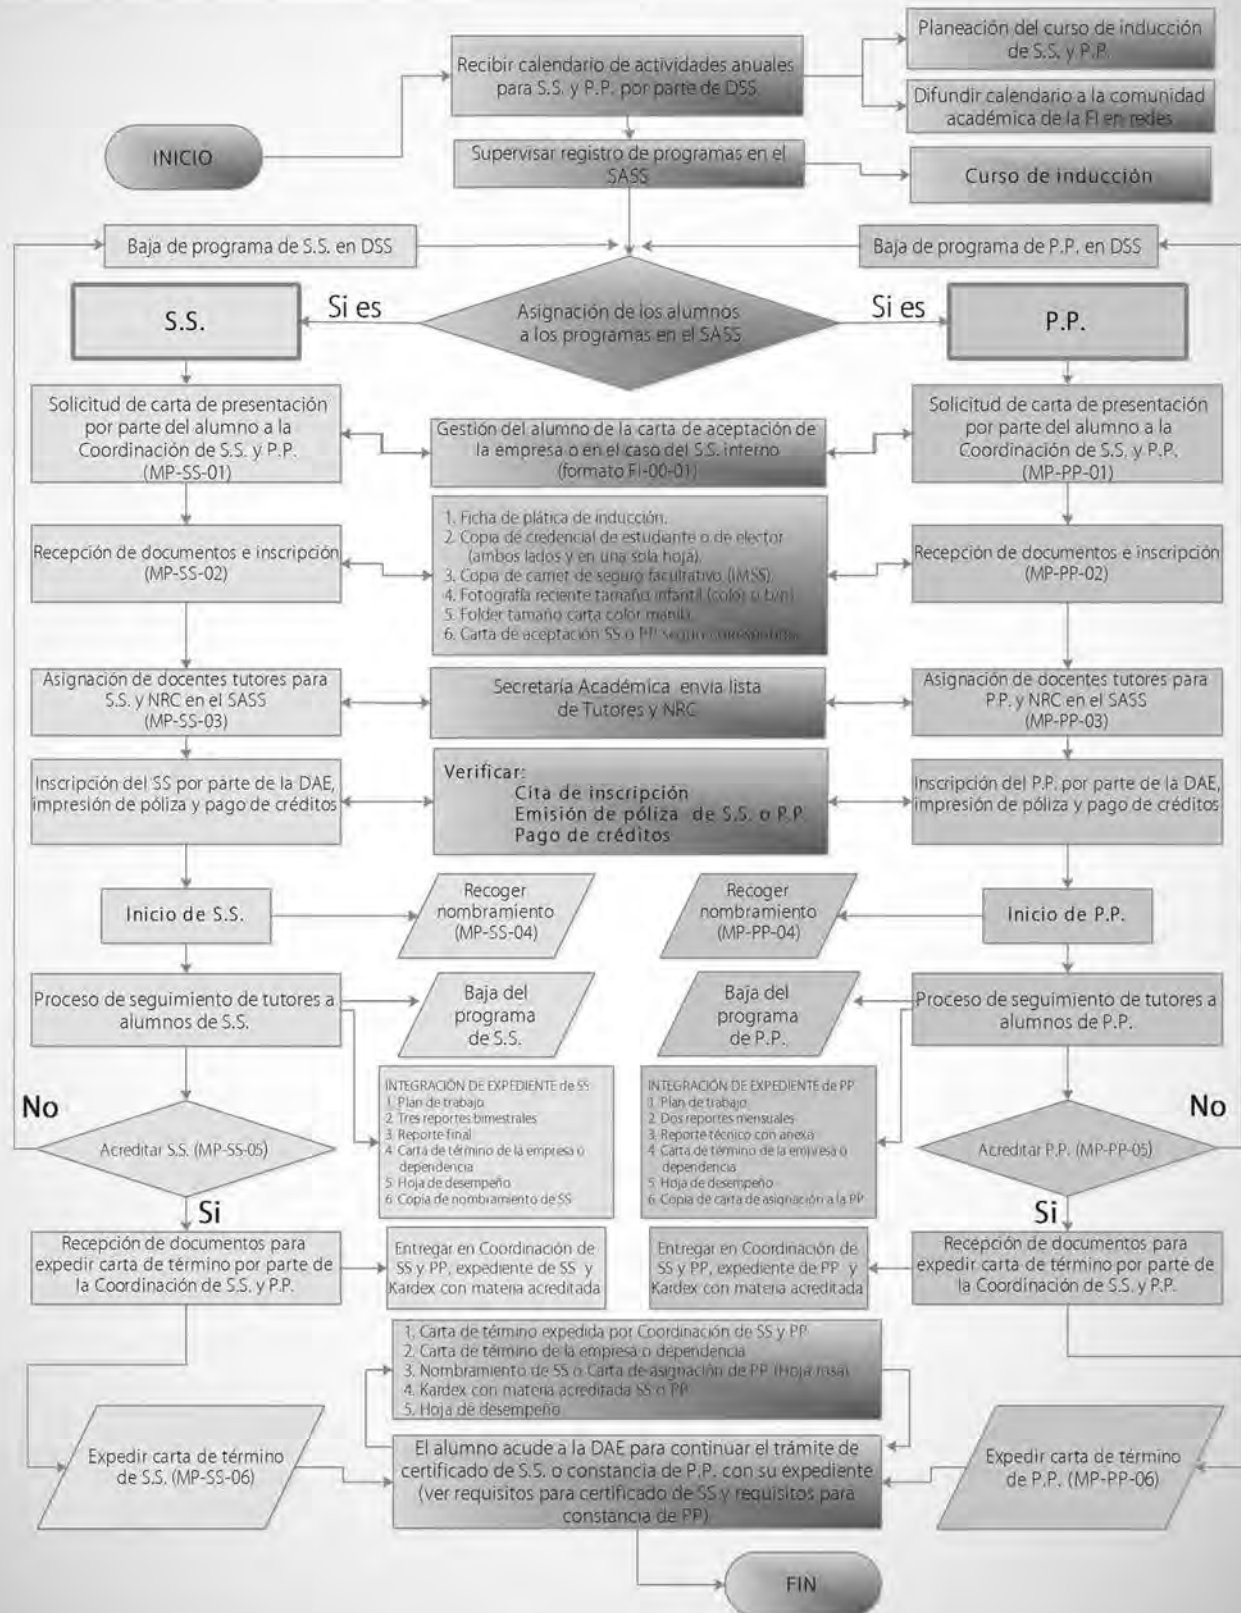 Planeación del curso de inducción
de S.S. y P.P.
Recibir calendario de actividades anuales
para S.S. y P.P. por parte de DSS
Difundir calendario a la comunidad
académica de la FI en redes
INICIO
Supervisar registro de programas en el
SASS
Curso de inducción
Baja de programa de S.S. en DSS
Baja de programa de P.P. en DSS
S.S.
Si es
Asignación de los alumnos
a los programas en el SASS
Si es
P.P.
Solicitud de carta de presentación
por parte del alumno a la
Coordinación de S.S. y P.P.
(MP-SS-01)
Gestión del alumno de la carta de aceptación de
la empresa o en el caso del S.S. interno
(formato FI-00-01)
Solicitud de carta de presentación
por parte del alumno a la
Coordinación de S.S. y P.P.
(MP-PP-01)
Recepción de documentos e inscripción
(MP-SS-02)
1. Ficha de plática de inducción.
2. Copia de credencial de estudiante o de elector
(ambos lados y en una sola hoja).
3. Copia de carnet de seguro facultativo (IMSS).
4. Fotografía reciente tamaño infantil (color o b/n).
5. Folder tamaño carta color manila.
6. Carta de aceptación SS o PP según
Recepción de documentos e inscripción
(MP-PP-02)
Asignación de docentes tutores para
S.S. y NRC en el SASS
(MP-SS-03)
Secretaría Académica envia lista
de Tutores y NRC
Asignación de docentes tutores para
P.P. y NRC en el SASS
(MP-PP-03)
Inscripción del SS por parte de la DAE,
impresión de póliza y pago de créditos
Verificar:
Cita de inscripción
Emisión de póliza de S.S. o P.P
Pago de créditos
Inscripción del P.P. por parte de la DAE,
impresión de póliza y pago de créditos
Inicio de S.S.
Recoger
nombramiento
(MP-SS-04)
Recoger
nombramiento
(MP-PP-04)
Inicio de P.P.
Proceso de seguimiento de tutores a
alumnos de S.S.
Baja del
programa
de S.S.
Baja del
programa
de P.P.
Proceso de seguimiento de tutores a
alumnos de P.P.
No
Acreditar S.S. (MP-SS-05)
INTEGRACIÓN DE EXPEDIENTE de SS
1 Plan de trabajo
2 Tres reportes bimestrales
3 Reporte final
4 Carta de término de la empresa o
dependencia
5 Hoja de desempeño
6 Copia de nombramiento de SS
INTEGRACIÓN DE EXPEDIENTE de PP
1 Plan de trabajo
2 Dos reportes mensuales
3 Reporte técnico con anexa
4 Carta de término de la empresa o
dependencia
5 Hoja de desempeño
6 Copia de carta de asignación a la PP
No
Acreditar P.P. (MP-PP-05)
Si
Si
Recepción de documentos para
expedir carta de término por parte de
la Coordinación de S.S. y P.P.
Entregar en Coordinación de
SS y PP, expediente de SS y
Kardex con materia acreditada
Entregar en Coordinación de
SS y PP, expediente de PP y
Kardex con materia acreditada
Recepción de documentos para
expedir carta de término por parte de
la Coordinación de S.S. y P.P.
1. Carta de término expedida por Coordinación de SS y PP
2. Carta de término de la empresa o dependencia
3. Nombramiento de SS o Carta de asignación de PP (Hoja rosa)
4. Kardex con materia acreditada SS o PP
5. Hoja de desempeño
Expedir carta de término
de S.S. (MP-SS-06)
El alumno acude a la DAE para continuar el trámite de
certificado de S.S. o constancia de P.P. con su expediente
(ver requisitos para certificado de SS y requisitos para
constancia de PP)
Expedir carta de término
de P.P. (MP-PP-06)
FIN